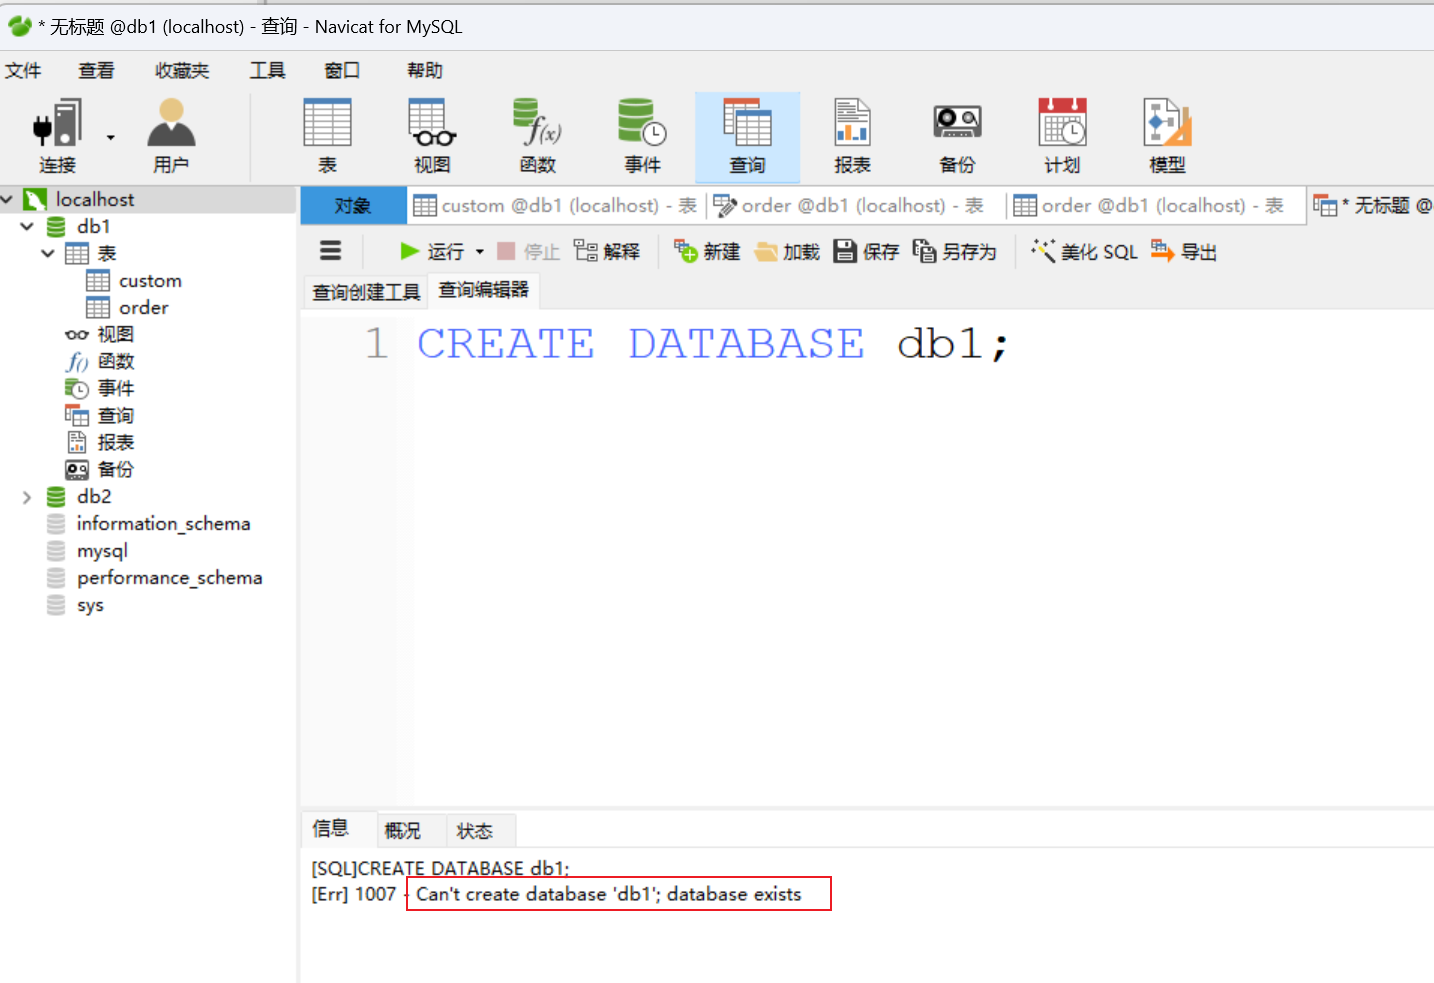 * 无标题 @db1 (localhost) - 查询 - Navicat for MySQL
文件 查看 收藏夹 工具 窗口 帮助
连接 用户 表 视图 函数 事件 查询 报表 备份 计划 模型
localhost
db1
表
custom
order
视图
函数
事件
查询
报表
备份
db2
information_schema
mysql
performance_schema
sys
对象 custom @db1 (localhost) - 表 order @db1 (localhost) - 表 order @db1 (localhost) - 表 * 无标题 @
运行 停止 解释 新建 加载 保存 另存为 美化 SQL 导出
查询创建工具 查询编辑器
1 CREATE DATABASE db1;
信息 概况 状态
[SQL]CREATE DATABASE db1;
[Err] 1007 - Can't create database 'db1'; database exists